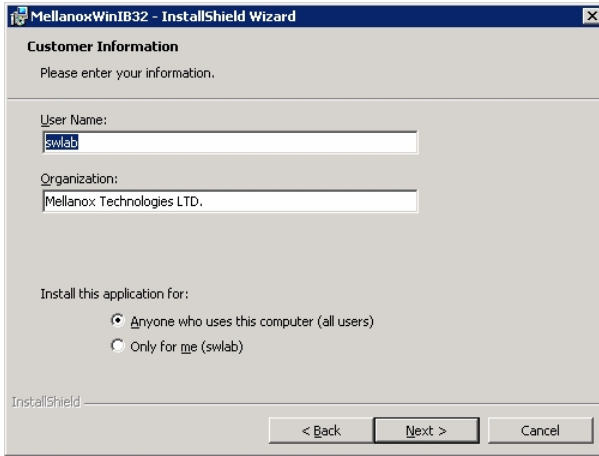 MellanoxWinIB32 - InstallShield Wizard
Customer Information
Please enter your information.
User Name:
swlab
Organization:
Mellanox Technologies LTD.
Install this application for:
Anyone who uses this computer (all users)
Only for me (swlab)
InstallShield
< Back Next > Cancel